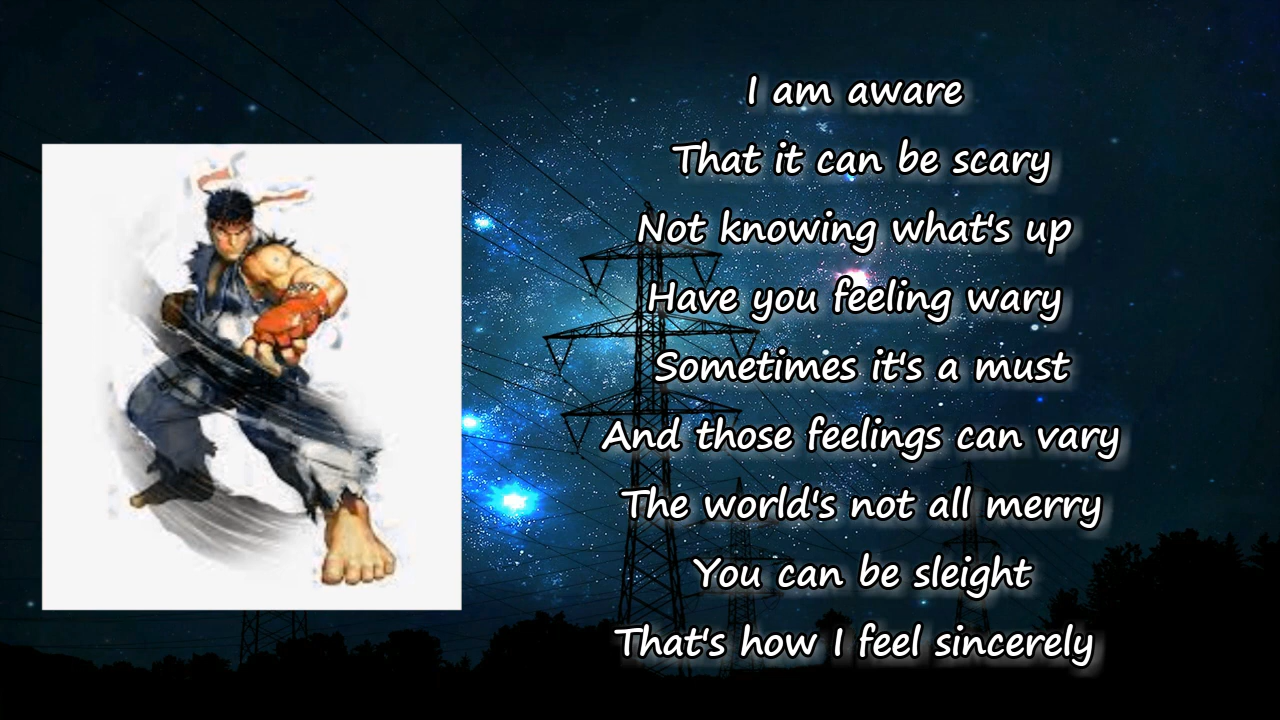 I am aware
That it can be scary
Not knowing what's up
Have you feeling wary
Sometimes it's a must
And those feelings can vary
The world's not all merry
You can be sleight
That's how I feel sincerely